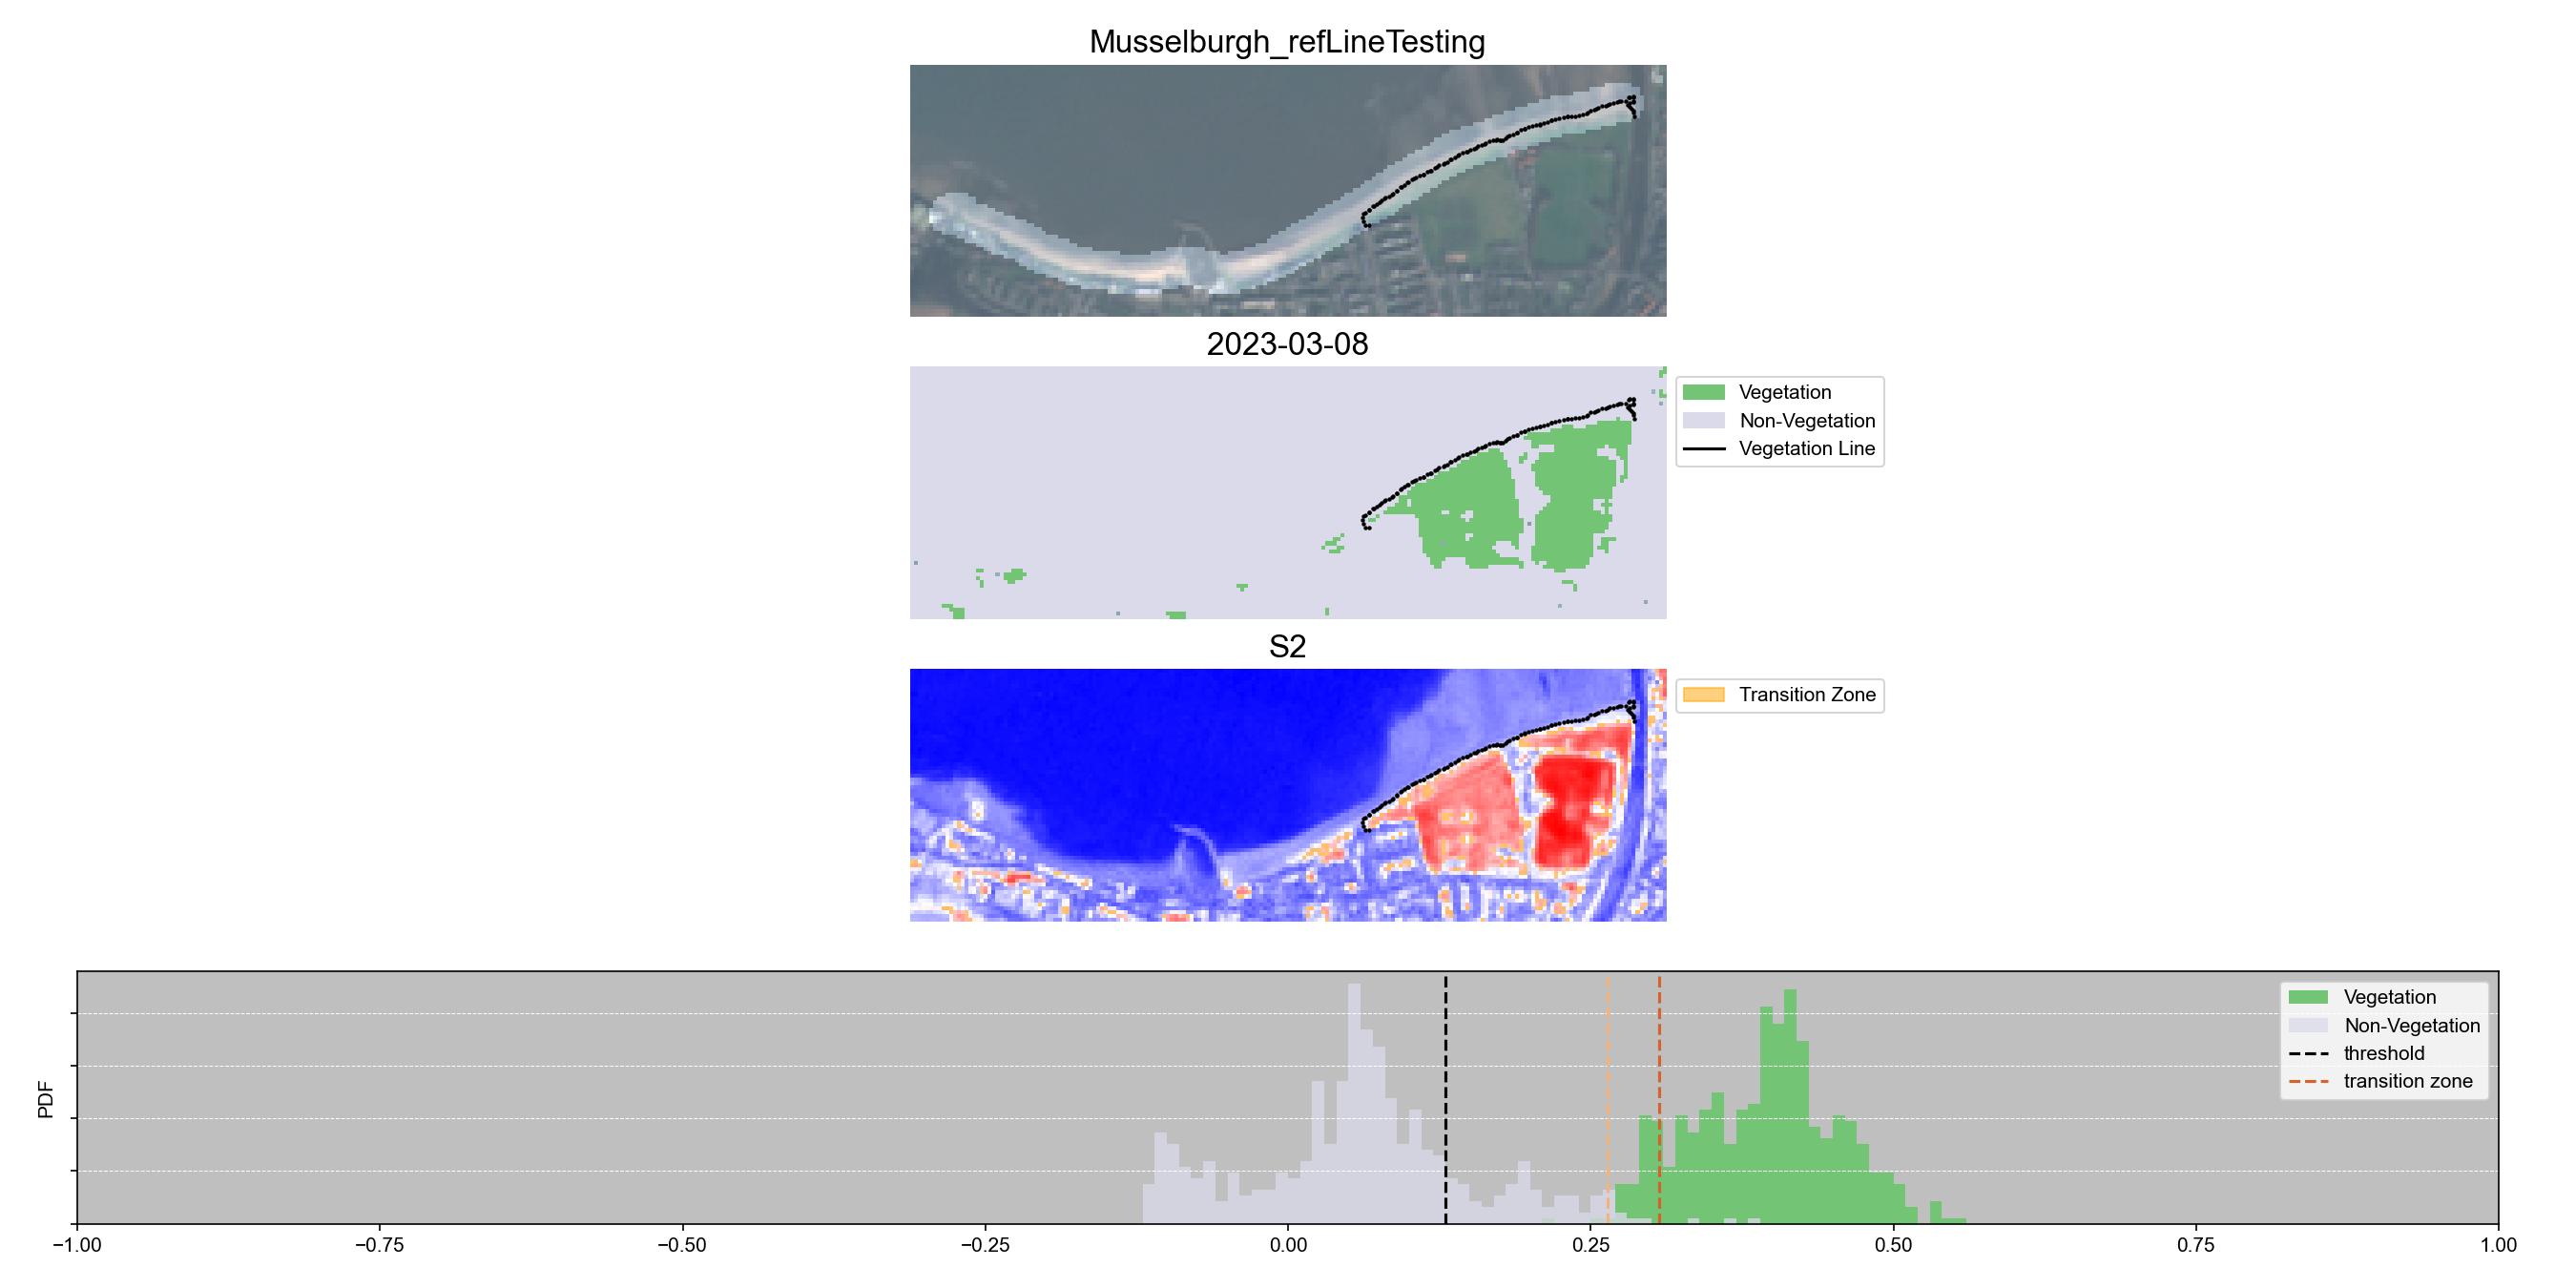 Musselburgh_refLineTesting
2023-03-08
Vegetation
Non-Vegetation
Vegetation Line
S2
Transition Zone
PDF
Vegetation
Non-Vegetation
threshold
transition zone
−1.00 −0.75 −0.50 −0.25 0.00 0.25 0.50 0.75 1.00